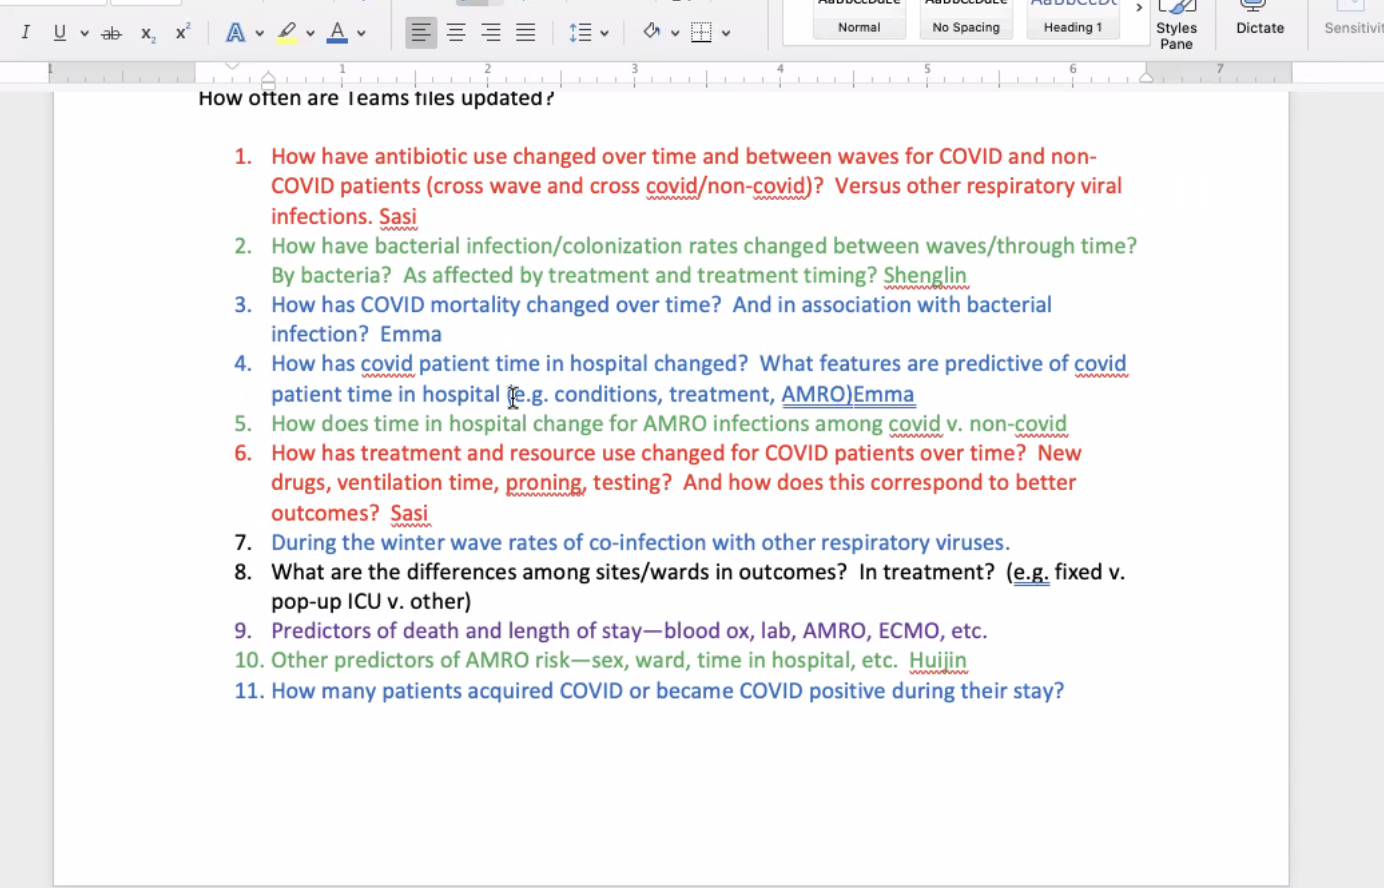 I U ab x₂ x² A A
AaBbCcDdEe AaBbCcDdEe AaBbCcDc
Normal No Spacing Heading 1 Styles Pane Dictate
1 1 2 3 4 5 6 7
How often are Teams files updated?
1. How have antibiotic use changed over time and between waves for COVID and non-
COVID patients (cross wave and cross covid/non-covid)? Versus other respiratory viral
infections. Sasi
2. How have bacterial infection/colonization rates changed between waves/through time?
By bacteria? As affected by treatment and treatment timing? Shenglin
3. How has COVID mortality changed over time? And in association with bacterial
infection? Emma
4. How has covid patient time in hospital changed? What features are predictive of covid
patient time in hospital (e.g. conditions, treatment, AMRO)Emma
5. How does time in hospital change for AMRO infections among covid v. non-covid
6. How has treatment and resource use changed for COVID patients over time? New
drugs, ventilation time, proning, testing? And how does this correspond to better
outcomes? Sasi
7. During the winter wave rates of co-infection with other respiratory viruses.
8. What are the differences among sites/wards in outcomes? In treatment? (e.g. fixed v.
pop-up ICU v. other)
9. Predictors of death and length of stay—blood ox, lab, AMRO, ECMO, etc.
10. Other predictors of AMRO risk—sex, ward, time in hospital, etc. Huijin
11. How many patients acquired COVID or became COVID positive during their stay?